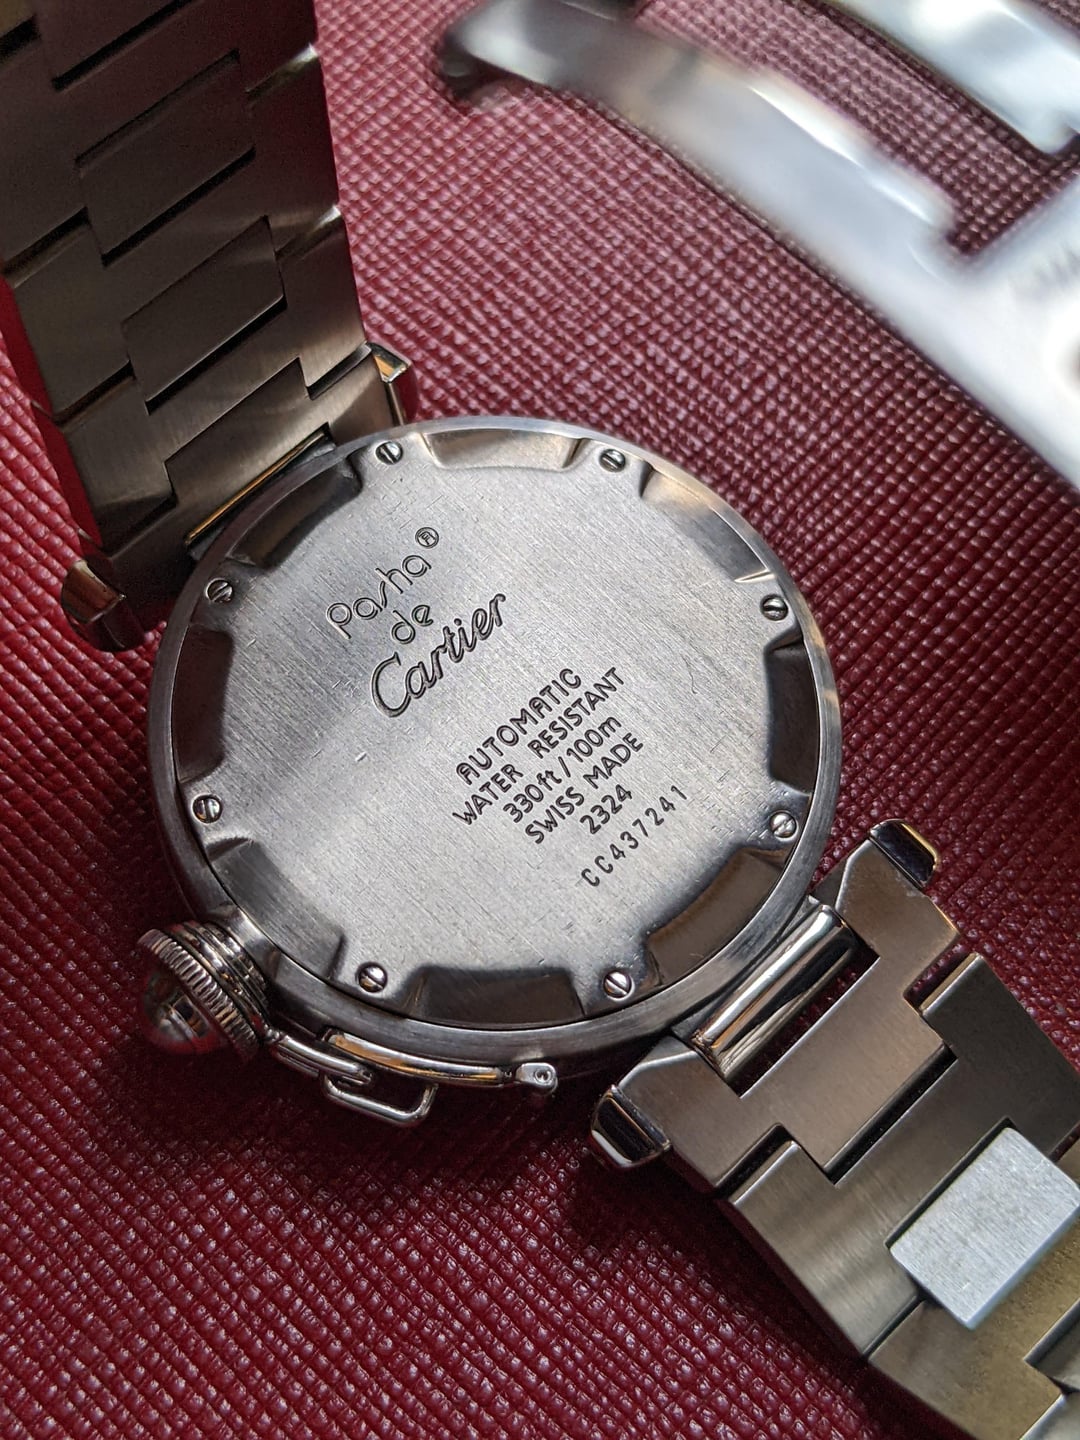 Pasha®
de
Cartier
AUTOMATIC
WATER RESISTANT
330ft/100m
SWISS MADE
2324
CC437241